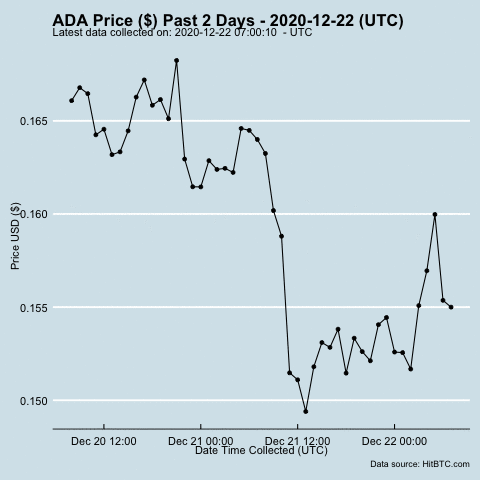 ADA Price ($) Past 2 Days - 2020-12-22 (UTC)
Latest data collected on: 2020-12-22 07:00:10  - UTC
0.165
0.160
0.155
0.150
Price USD ($)
Dec 20 12:00 Dec 21 00:00 Dec 21 12:00 Dec 22 00:00
Date Time Collected (UTC)
Data source: HitBTC.com